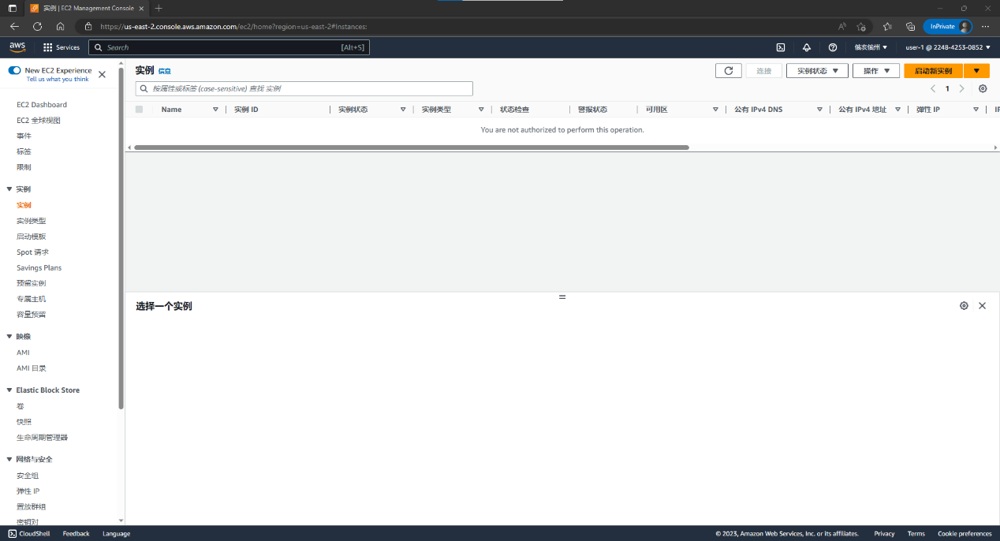 实例 | EC2 Management Console
https://us-east-2.console.aws.amazon.com/ec2/home?region=us-east-2#Instances:
InPrivate
aws
Services
Search
[Alt+S]
俄亥俄州
user-1 @ 2248-4253-0852
New EC2 Experience
Tell us what you think
EC2 Dashboard
EC2 全球视图
事件
标签
限制
实例
实例
实例类型
启动模板
Spot 请求
Savings Plans
预留实例
专属主机
容量预留
映像
AMI
AMI 目录
Elastic Block Store
卷
快照
生命周期管理器
网络与安全
安全组
弹性 IP
置放群组
密钥对
实例 信息
连接
实例状态
操作
启动新实例
按属性或标签 (case-sensitive) 查找 实例
1
Name
实例 ID
实例状态
实例类型
状态检查
警报状态
可用区
公有 IPv4 DNS
公有 IPv4 地址
弹性 IP
You are not authorized to perform this operation.
选择一个实例
CloudShell
Feedback
Language
© 2023, Amazon Web Services, Inc. or its affiliates.
Privacy
Terms
Cookie preferences